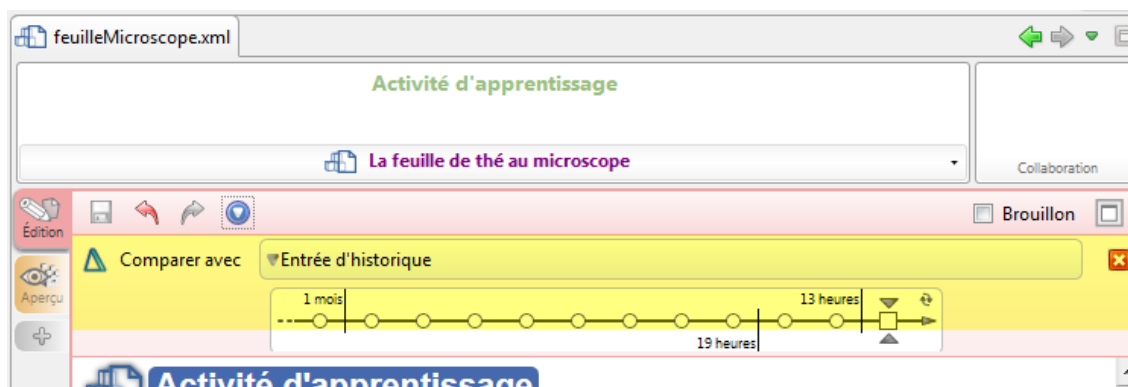 feuilleMicroscope.xml
Activité d'apprentissage
La feuille de thé au microscope
Collaboration
Édition
Brouillon
Comparer avec
Entrée d'historique
Aperçu
1 mois
13 heures
19 heures
Activité d'apprentissage